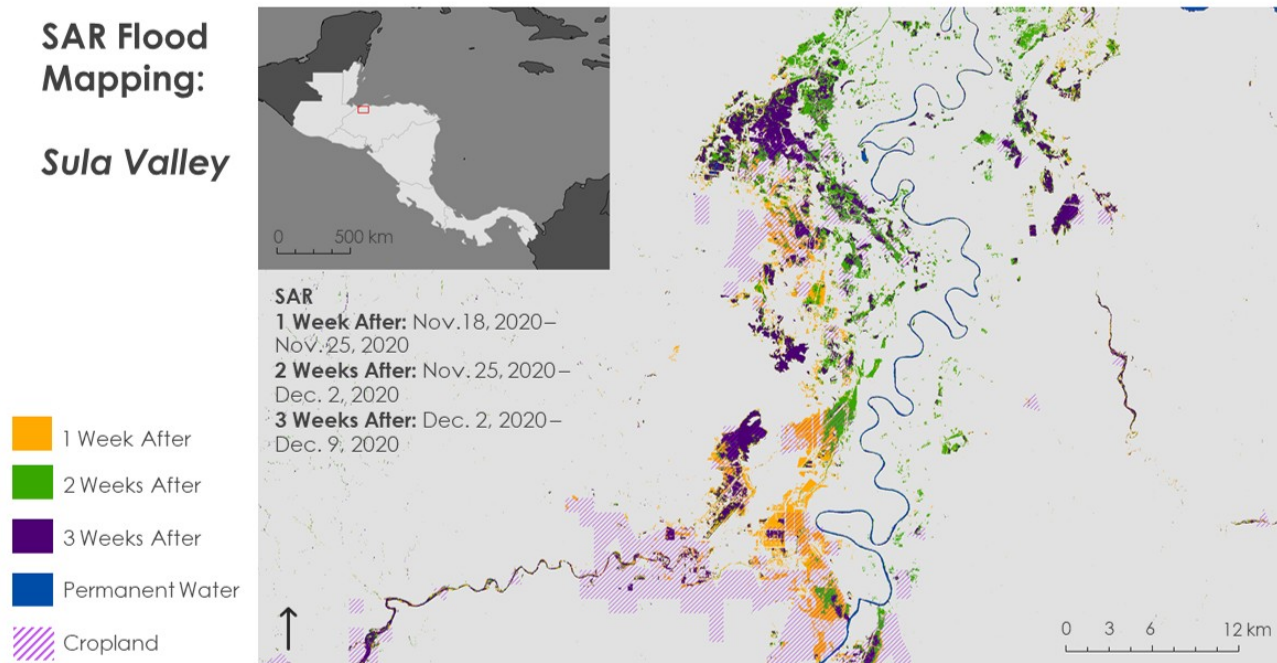 SAR Flood
Mapping:
Sula Valley
0 500 km
SAR
1 Week After: Nov.18, 2020–
Nov. 25, 2020
2 Weeks After: Nov. 25, 2020–
Dec. 2, 2020
3 Weeks After: Dec. 2, 2020–
Dec. 9, 2020
1 Week After
2 Weeks After
3 Weeks After
Permanent Water
Cropland
0 3 6 12 km